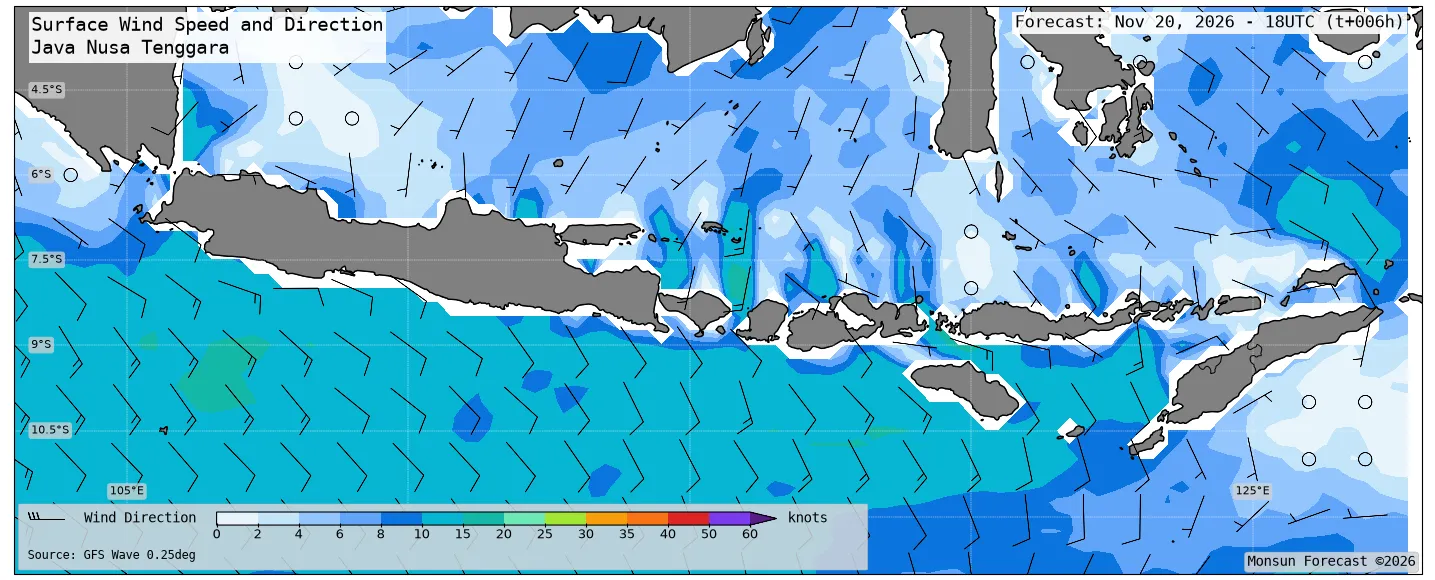 Surface Wind Speed and Direction
Java Nusa Tenggara
Forecast: Nov 20, 2026 - 18UTC (t+006h)
4.5°S
6°S
7.5°S
9°S
10.5°S
105°E
125°E
Wind Direction
0 2 4 6 8 10 15 20 25 30 35 40 50 60
knots
Source: GFS Wave 0.25deg
Monsun Forecast ©2026